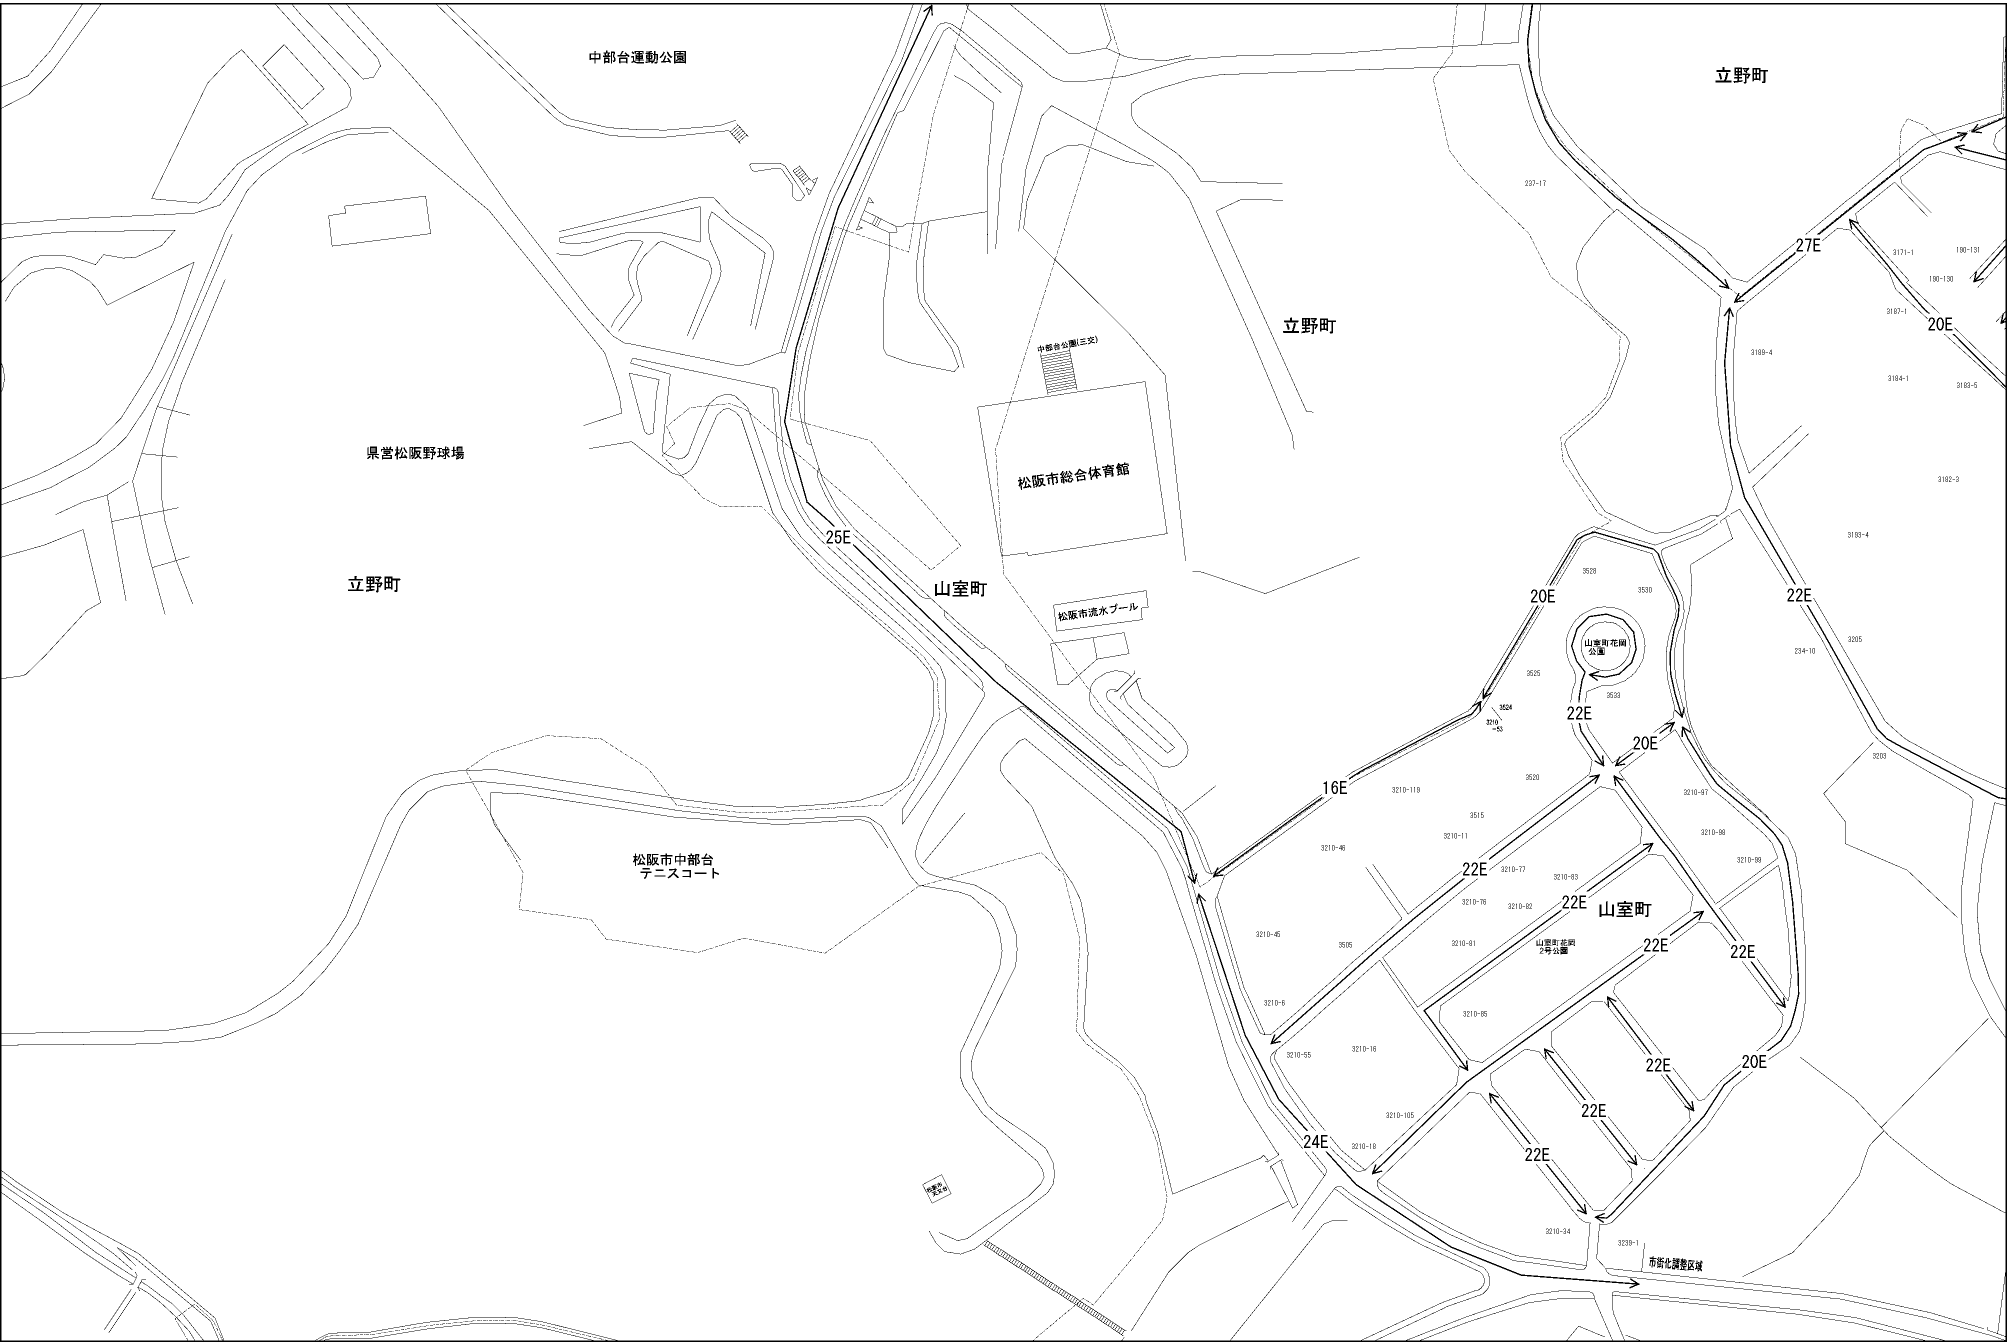 中部台運動公園
立野町
237-17
27E
3171-1
190-131
190-130
3187-1
20E
立野町
中部台公園(三交)
3189-4
3184-1
3183-5
県営松阪野球場
松阪市総合体育館
3182-3
25E
3193-4
立野町
山室町
3528
20E
3530
22E
松阪市流水プール
3205
山室町花岡
公園
234-10
3525
3533
3524
3210
-53
22E
20E
3203
3520
16E
3210-119
3210-97
3515
3210-11
3210-98
3210-46
松阪市中部台
テニスコート
3210-99
22E
3210-77
3210-83
3210-76
3210-82
22E
山室町
3210-45
3505
3210-81
山室町花岡
2号公園
22E
22E
3210-6
3210-85
3210-55
3210-16
22E
20E
22E
3210-105
24E
3210-18
22E
松阪市
天文台
3210-34
3239-1
市街化調整区域